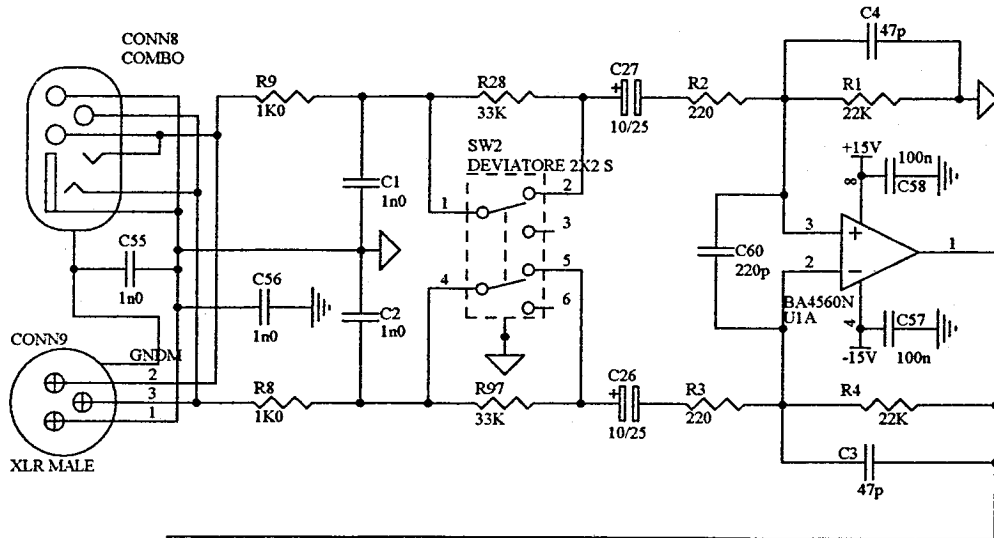 C4
47p
CONN8
COMBO
R9
1K0
R28
33K
C27
+
10/25
R2
220
R1
22K
SW2
DEVIATORE 2X2 S
+15V
8
100n
C58
C1
1n0
1
2
3
C55
1n0
C56
1n0
4
5
6
C60
220p
3
+
2
−
1
BA4560N
U1A
C2
1n0
4
-15V
C57
100n
CONN9
GNDM
2
3
1
R8
1K0
R97
33K
C26
+
10/25
R3
220
R4
22K
XLR MALE
C3
47p